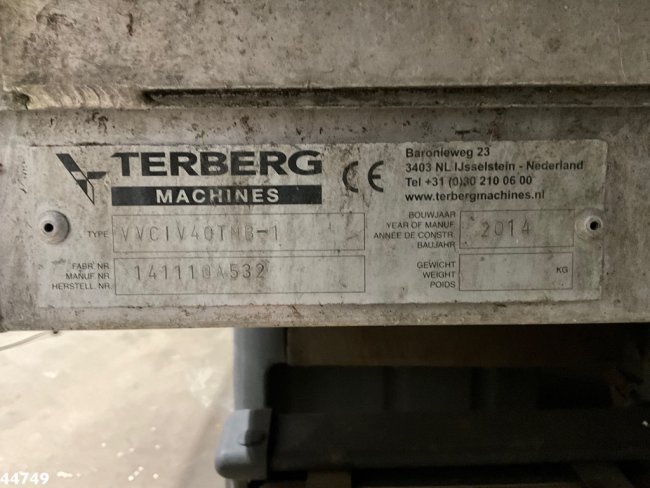 TERBERG
MACHINES
CE
Baronieweg 23
3403 NL IJsselstein - Nederland
Tel +31 (0)30 210 06 00
www.terbergmachines.nl
TYPE VVCIV40TMB-1
FABR. NR.
MANUF. NR. 141110A532
HERSTELL. NR.
BOUWJAAR
YEAR OF MANUF. 2014
ANNÉE DE CONSTR.
BAUJAHR
GEWICHT
WEIGHT KG
POIDS
44749